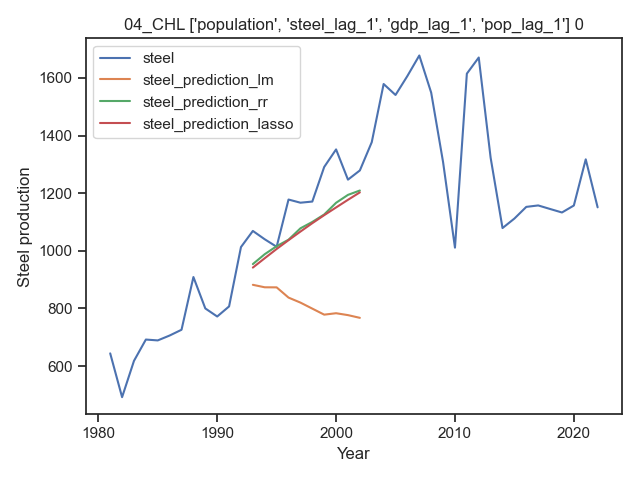 04_CHL ['population', 'steel_lag_1', 'gdp_lag_1', 'pop_lag_1'] 0
steel
steel_prediction_lm
steel_prediction_rr
steel_prediction_lasso
1600
1400
1200
1000
800
600
Steel production
1980 1990 2000 2010 2020
Year